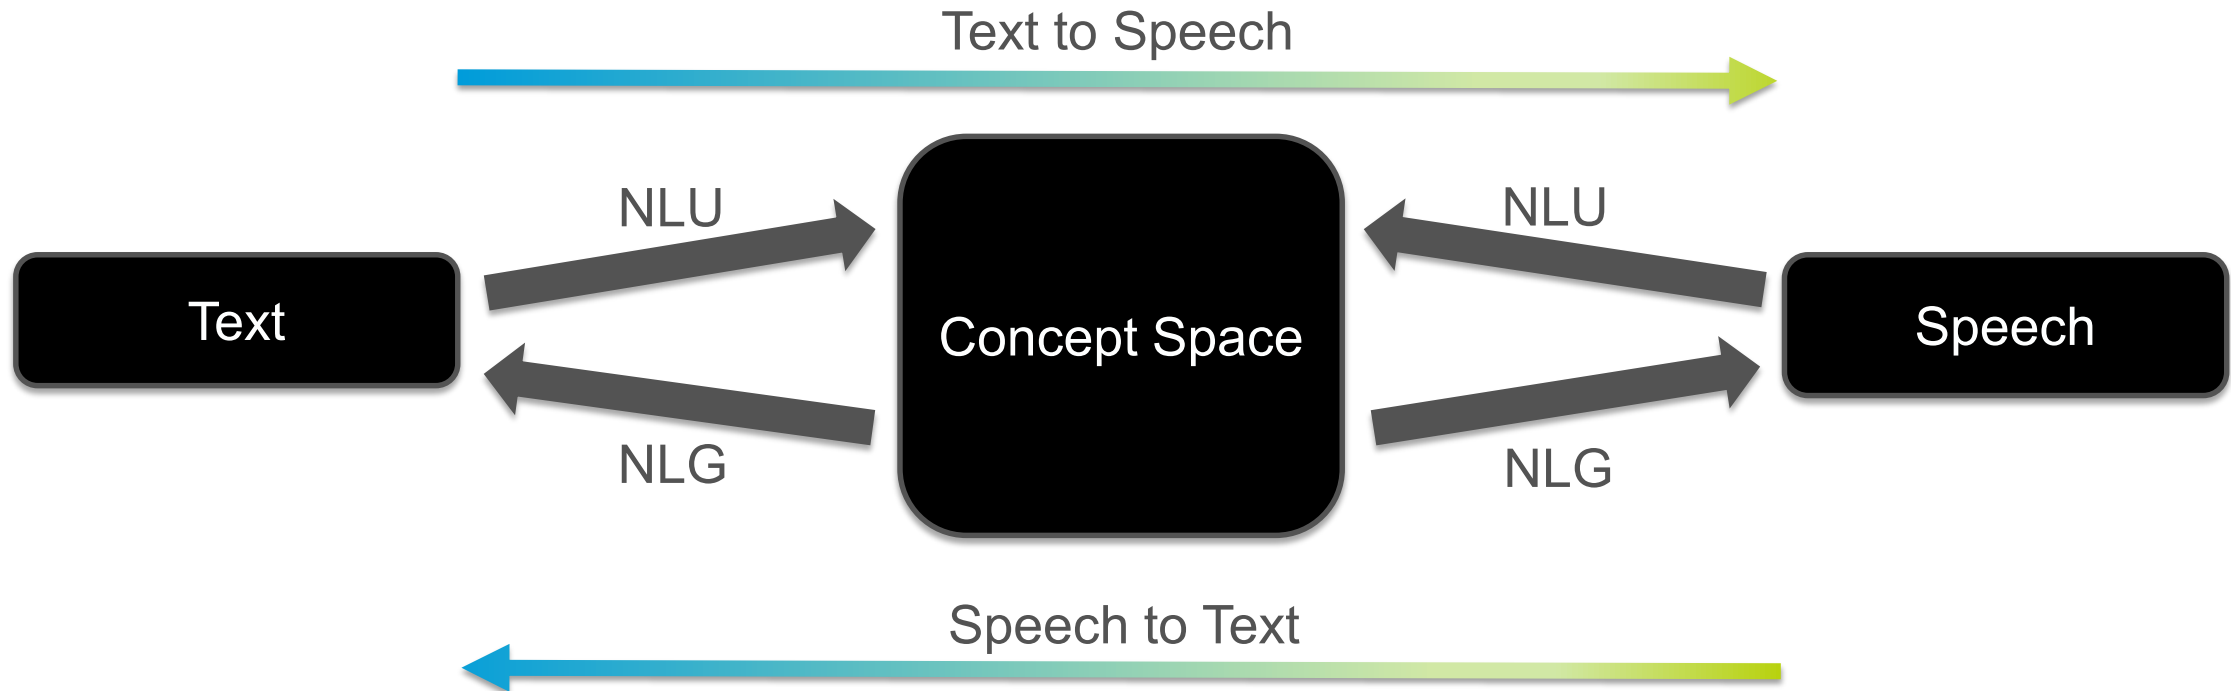 Text to Speech
NLU
NLU
Text
Concept Space
Speech
NLG
NLG
Speech to Text